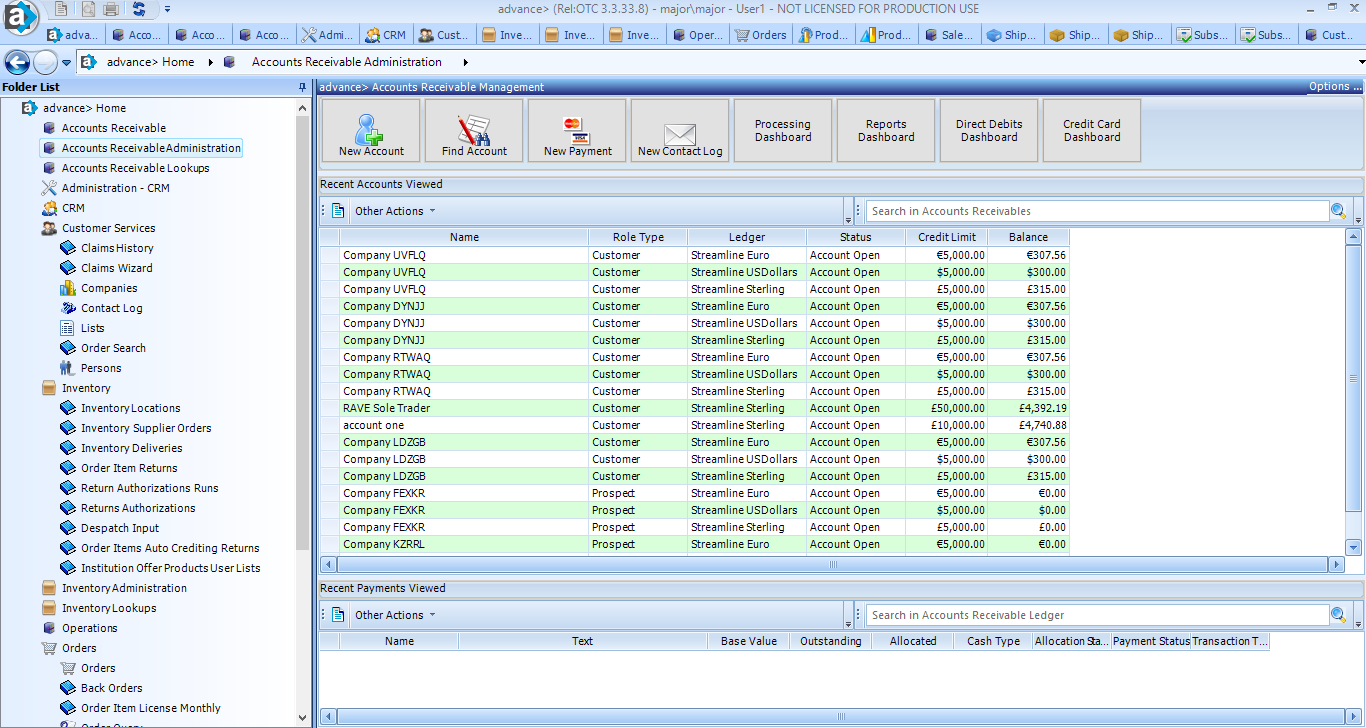 advance> (Rel:OTC 3.3.33.8) - major\major - User1 - NOT LICENSED FOR PRODUCTION USE
adva... Acco... Acco... Acco... Admi... CRM Cust... Inve... Inve... Inve... Oper... Orders Prod... Prod... Sale... Ship... Ship... Ship... Subs... Subs... Cust...
advance> Home Accounts Receivable Administration
Folder List
advance> Home
Accounts Receivable
Accounts Receivable Administration
Accounts Receivable Lookups
Administration - CRM
CRM
Customer Services
Claims History
Claims Wizard
Companies
Contact Log
Lists
Order Search
Persons
Inventory
Inventory Locations
Inventory Supplier Orders
Inventory Deliveries
Order Item Returns
Return Authorizations Runs
Returns Authorizations
Despatch Input
Order Items Auto Crediting Returns
Institution Offer Products User Lists
Inventory Administration
Inventory Lookups
Operations
Orders
Orders
Back Orders
Order Item License Monthly
advance> Accounts Receivable Management Options ...
New Account Find Account New Payment New Contact Log
Processing Dashboard Reports Dashboard Direct Debits Dashboard Credit Card Dashboard
Recent Accounts Viewed
Other Actions Search in Accounts Receivables
Name Role Type Ledger Status Credit Limit Balance
Company UVFLQ Customer Streamline Euro Account Open €5,000.00 €307.56
Company UVFLQ Customer Streamline USDollars Account Open $5,000.00 $300.00
Company UVFLQ Customer Streamline Sterling Account Open £5,000.00 £315.00
Company DYNJJ Customer Streamline Euro Account Open €5,000.00 €307.56
Company DYNJJ Customer Streamline USDollars Account Open $5,000.00 $300.00
Company DYNJJ Customer Streamline Sterling Account Open £5,000.00 £315.00
Company RTWAQ Customer Streamline Euro Account Open €5,000.00 €307.56
Company RTWAQ Customer Streamline USDollars Account Open $5,000.00 $300.00
Company RTWAQ Customer Streamline Sterling Account Open £5,000.00 £315.00
RAVE Sole Trader Customer Streamline Sterling Account Open £50,000.00 £4,392.19
account one Customer Streamline Sterling Account Open £10,000.00 £4,740.88
Company LDZGB Customer Streamline Euro Account Open €5,000.00 €307.56
Company LDZGB Customer Streamline USDollars Account Open $5,000.00 $300.00
Company LDZGB Customer Streamline Sterling Account Open £5,000.00 £315.00
Company FEXKR Prospect Streamline Euro Account Open €5,000.00 €0.00
Company FEXKR Prospect Streamline USDollars Account Open $5,000.00 $0.00
Company FEXKR Prospect Streamline Sterling Account Open £5,000.00 £0.00
Company KZRRL Prospect Streamline Euro Account Open €5,000.00 €0.00
Recent Payments Viewed
Other Actions Search in Accounts Receivable Ledger
Name Text Base Value Outstanding Allocated Cash Type Allocation Sta... Payment Status Transaction T...